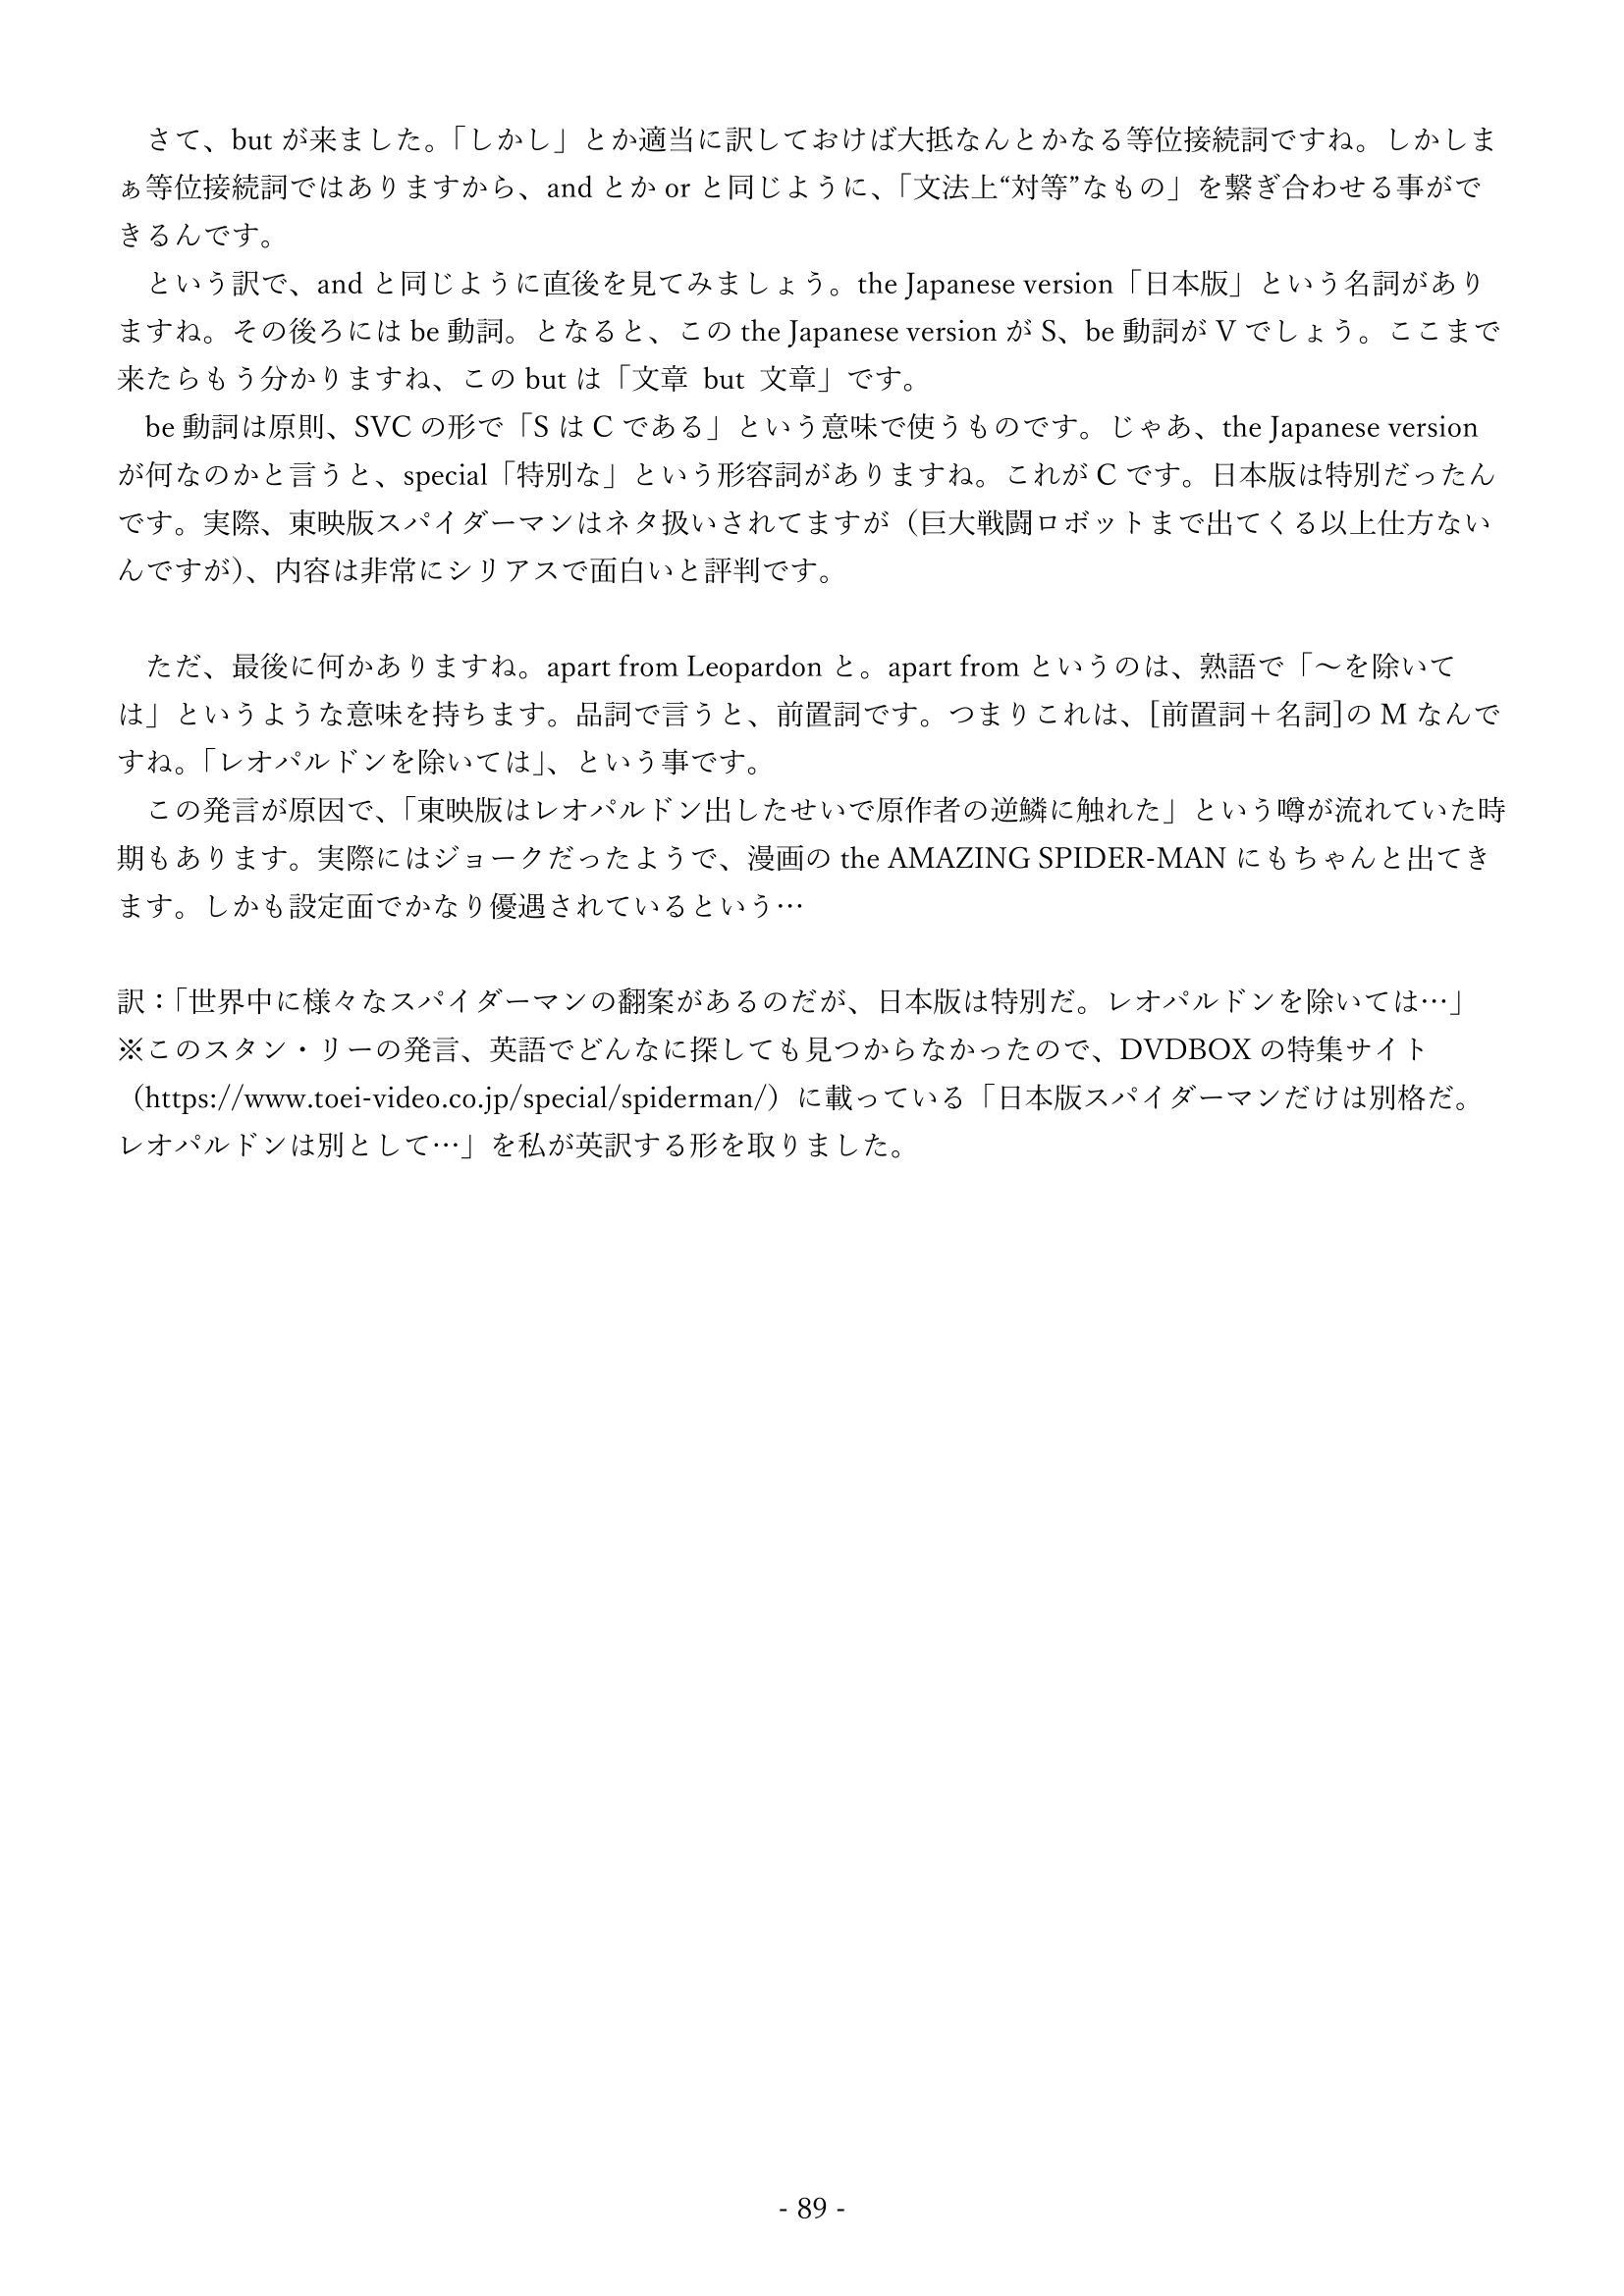 さて、but が来ました。「しかし」とか適当に訳しておけば大抵なんとかなる等位接続詞ですね。しかしま
ぁ等位接続詞ではありますから、and とか or と同じように、「文法上“対等”なもの」を繋ぎ合わせる事がで
きるんです。
という訳で、and と同じように直後を見てみましょう。the Japanese version「日本版」という名詞があり
ますね。その後ろには be 動詞。となると、この the Japanese version が S、be 動詞が V でしょう。ここまで
来たらもう分かりますね、この but は「文章 but 文章」です。
be 動詞は原則、SVC の形で「S は C である」という意味で使うものです。じゃあ、the Japanese version
が何なのかと言うと、special「特別な」という形容詞がありますね。これが C です。日本版は特別だったん
です。実際、東映版スパイダーマンはネタ扱いされてますが（巨大戦闘ロボットまで出てくる以上仕方ない
んですが）、内容は非常にシリアスで面白いと評判です。
ただ、最後に何かありますね。apart from Leopardon と。apart from というのは、熟語で「～を除いて
は」というような意味を持ちます。品詞で言うと、前置詞です。つまりこれは、[前置詞＋名詞]の M なんで
すね。「レオパルドンを除いては」、という事です。
この発言が原因で、「東映版はレオパルドン出したせいで原作者の逆鱗に触れた」という噂が流れていた時
期もあります。実際にはジョークだったようで、漫画の the AMAZING SPIDER-MAN にもちゃんと出てき
ます。しかも設定面でかなり優遇されているという…
訳：「世界中に様々なスパイダーマンの翻案があるのだが、日本版は特別だ。レオパルドンを除いては…」
※このスタン・リーの発言、英語でどんなに探しても見つからなかったので、DVDBOX の特集サイト
（https://www.toei-video.co.jp/special/spiderman/）に載っている「日本版スパイダーマンだけは別格だ。
レオパルドンは別として…」を私が英訳する形を取りました。
- 89 -